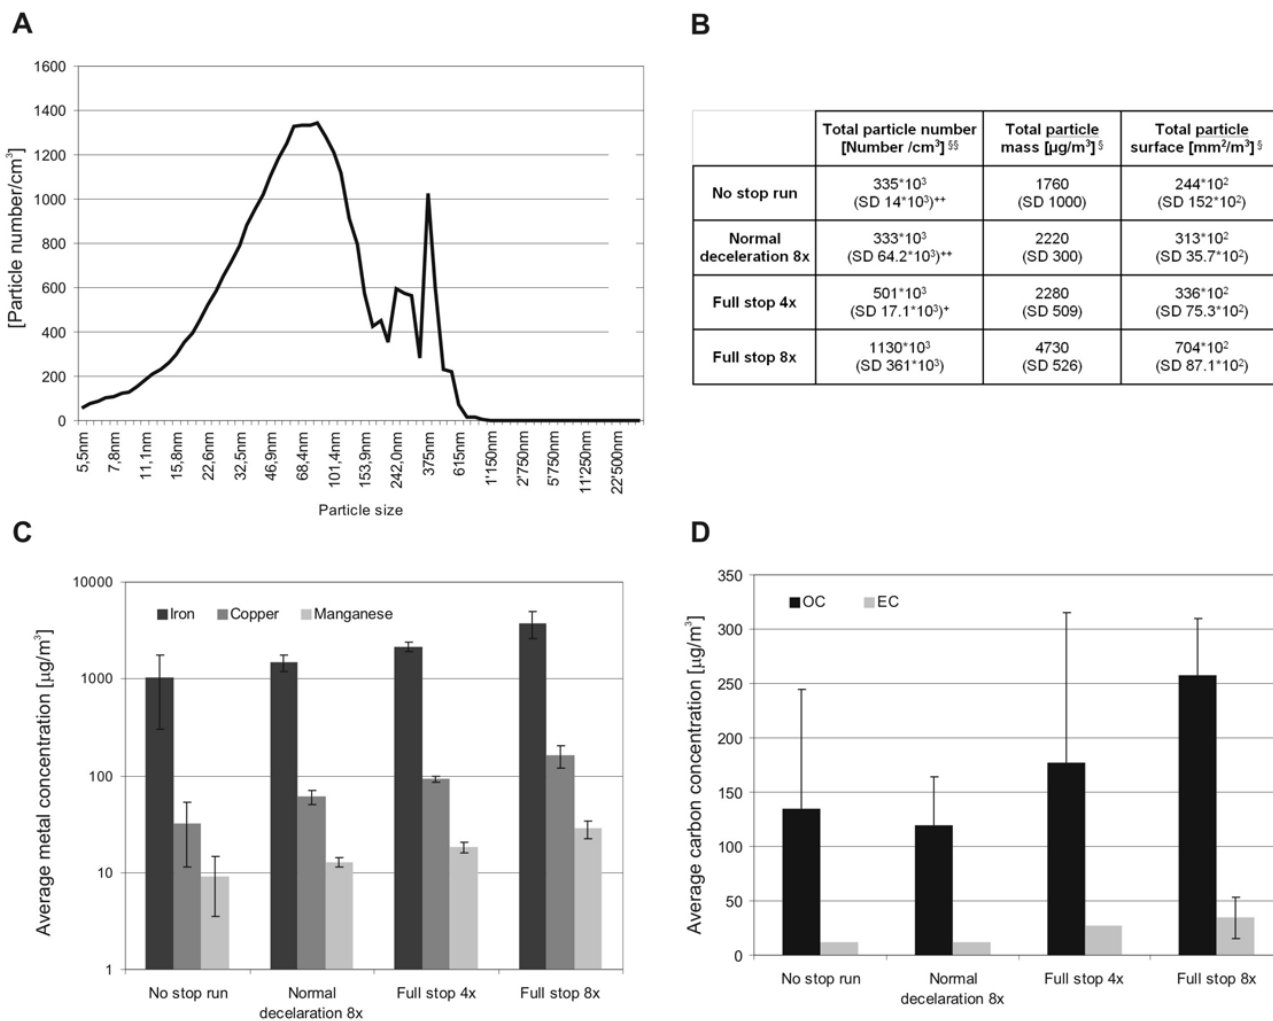 A
[Particle number/cm³]
1600
1400
1200
1000
800
600
400
200
0
5,5nm
7,8nm
11,1nm
15,8nm
22,6nm
32,5nm
46,9nm
68,4nm
101,4nm
153,9nm
242,0nm
375nm
615nm
1'150nm
2'750nm
5'750nm
11'250nm
22'500nm
Particle size
B
Total particle number
[Number /cm³] §§
Total particle
mass [µg/m³] §
Total particle
surface [mm²/m³] §
No stop run
335*10³
(SD 14*10³)++
1760
(SD 1000)
244*10²
(SD 152*10²)
Normal
deceleration 8x
333*10³
(SD 64.2*10³)++
2220
(SD 300)
313*10²
(SD 35.7*10²)
Full stop 4x
501*10³
(SD 17.1*10³)+
2280
(SD 509)
336*10²
(SD 75.3*10²)
Full stop 8x
1130*10³
(SD 361*10³)
4730
(SD 526)
704*10²
(SD 87.1*10²)
C
Average metal concentration [µg/m³]
10000
1000
100
10
1
Iron Copper Manganese
No stop run
Normal
decelaration 8x
Full stop 4x
Full stop 8x
D
Average carbon concentration [µg/m³]
350
300
250
200
150
100
50
0
OC EC
No stop run
Normal
decelaration 8x
Full stop 4x
Full stop 8x